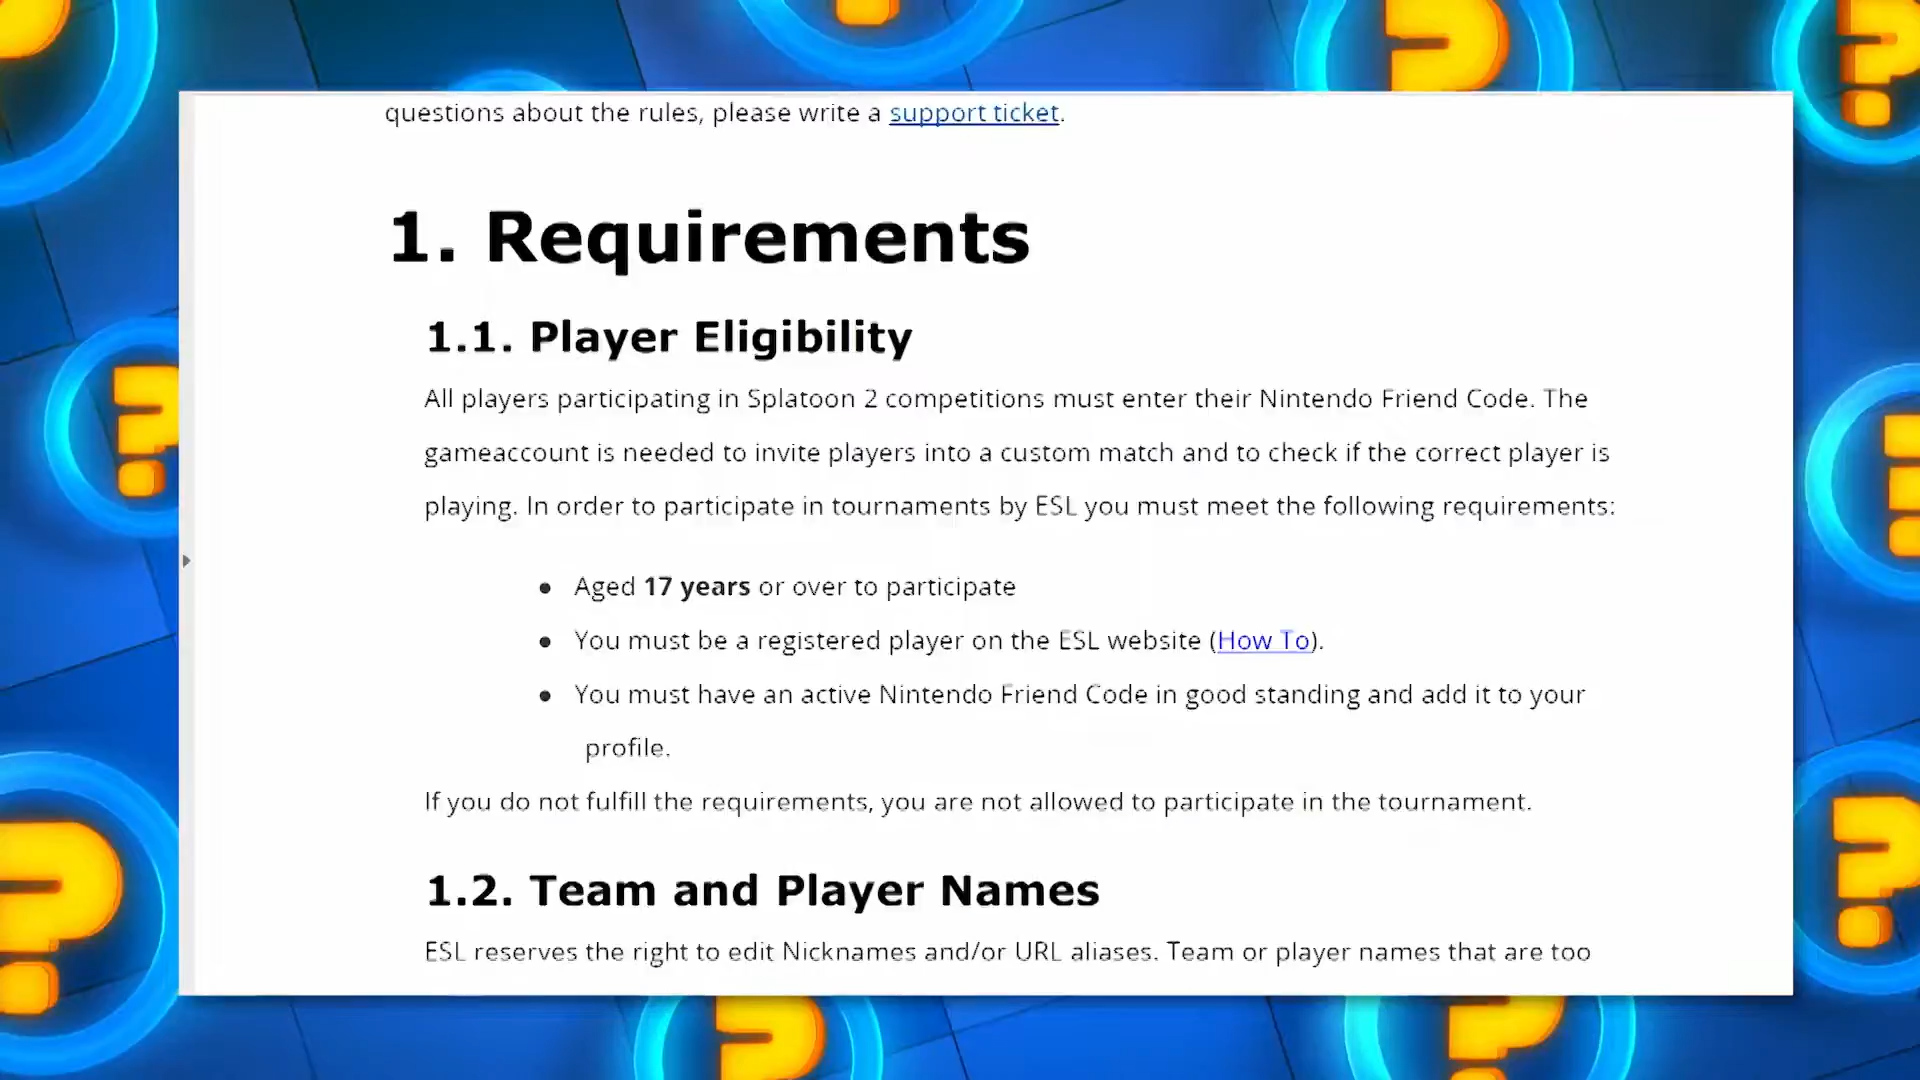 questions about the rules, please write a support ticket.
1. Requirements
1.1. Player Eligibility
All players participating in Splatoon 2 competitions must enter their Nintendo Friend Code. The
gameaccount is needed to invite players into a custom match and to check if the correct player is
playing. In order to participate in tournaments by ESL you must meet the following requirements:
● Aged 17 years or over to participate
● You must be a registered player on the ESL website (How To).
● You must have an active Nintendo Friend Code in good standing and add it to your
profile.
If you do not fulfill the requirements, you are not allowed to participate in the tournament.
1.2. Team and Player Names
ESL reserves the right to edit Nicknames and/or URL aliases. Team or player names that are too